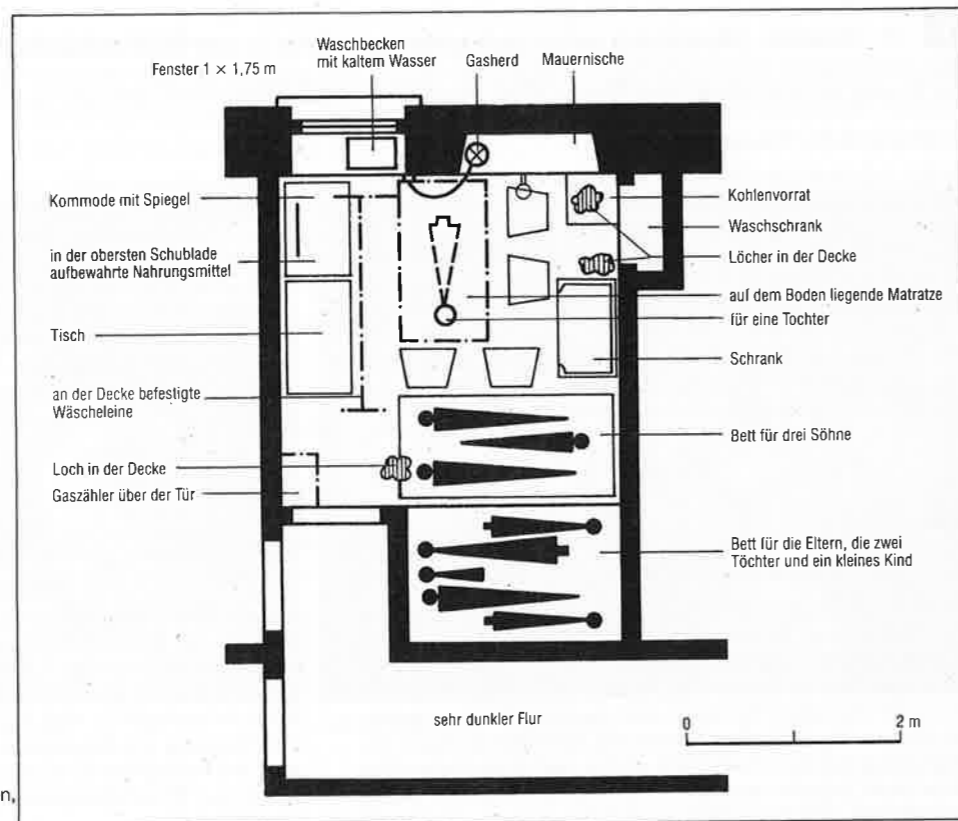 Waschbecken
mit kaltem Wasser
Gasherd
Mauernische
Fenster 1 × 1,75 m
Kommode mit Spiegel
in der obersten Schublade
aufbewahrte Nahrungsmittel
Tisch
an der Decke befestigte
Wäscheleine
Loch in der Decke
Gaszähler über der Tür
Kohlenvorrat
Waschschrank
Löcher in der Decke
auf dem Boden liegende Matratze
für eine Tochter
Schrank
Bett für drei Söhne
Bett für die Eltern, die zwei
Töchter und ein kleines Kind
sehr dunkler Flur
0 2 m
n,